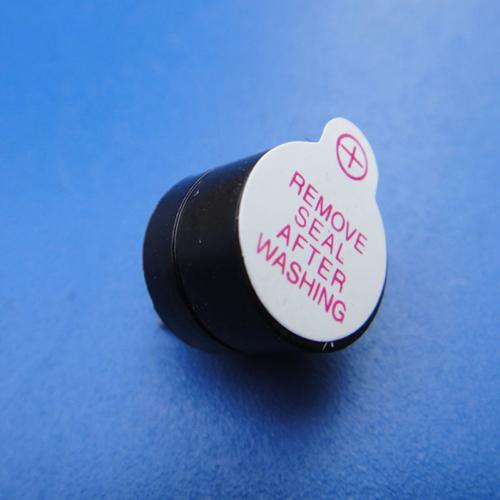 +
REMOVE
SEAL
AFTER
WASHING